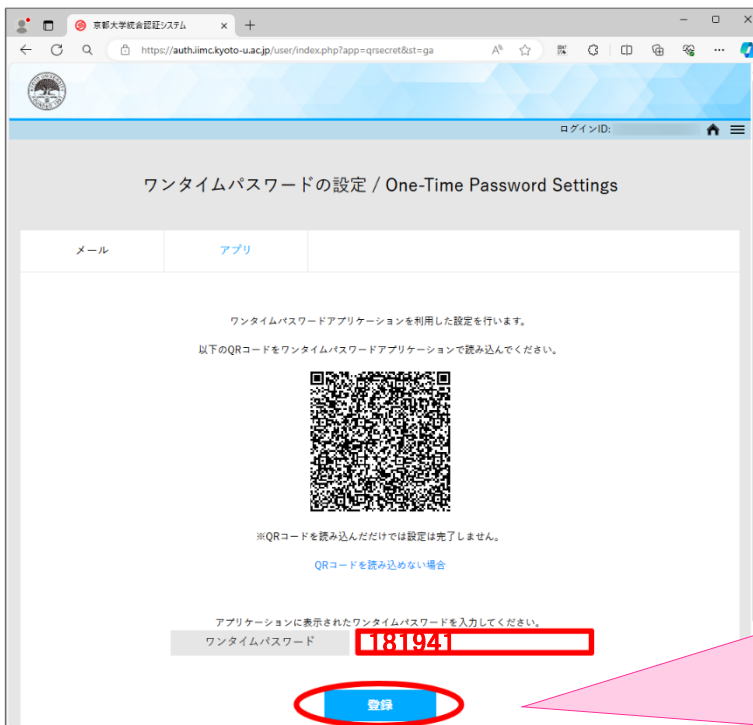 京都大学統合認証システム
https://auth.iimc.kyoto-u.ac.jp/user/index.php?app=qrsecret&st=ga
ログインID:
ワンタイムパスワードの設定 / One-Time Password Settings
メール
アプリ
ワンタイムパスワードアプリケーションを利用した設定を行います。
以下のQRコードをワンタイムパスワードアプリケーションで読み込んでください。
※QRコードを読み込んだだけでは設定は完了しません。
QRコードを読み込めない場合
アプリケーションに表示されたワンタイムパスワードを入力してください。
ワンタイムパスワード
181941
登録